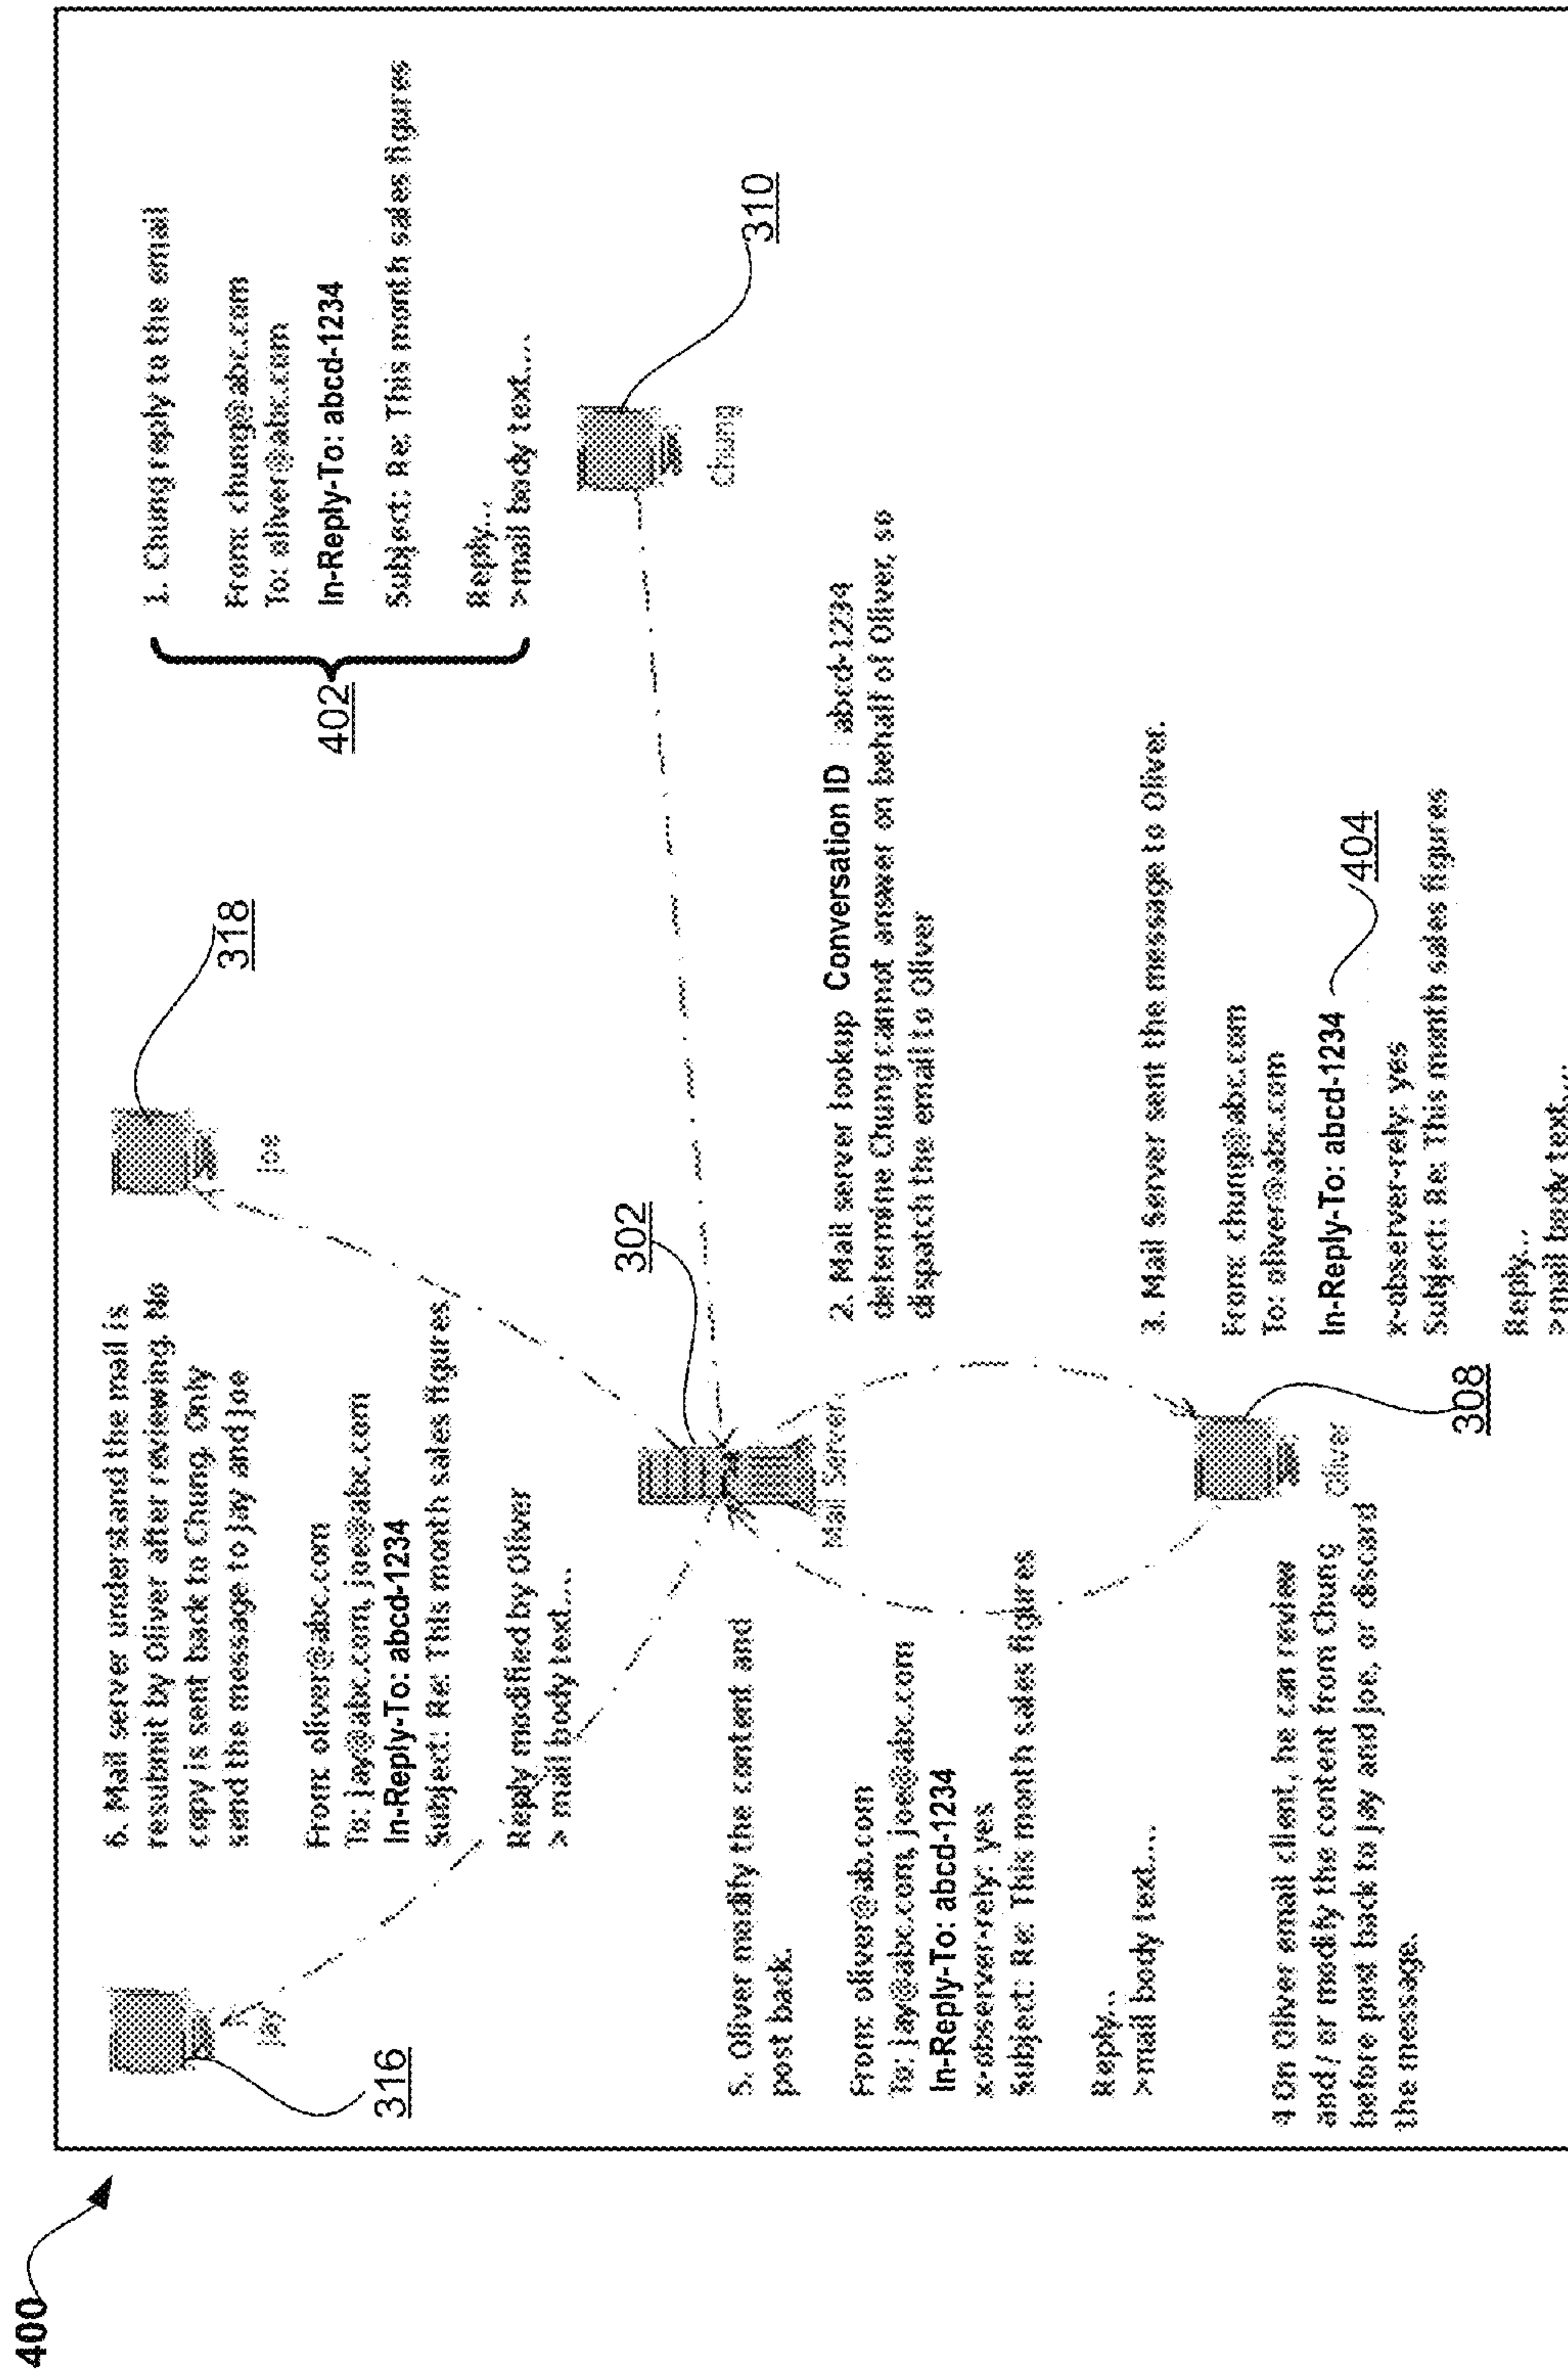 400
316
Jay
318
Joe
6. Mail server understand the mail is
resubmit by Oliver after reviewing. No
copy is sent back to Chung. Only
send the message to Jay and Joe
From: oliver@abc.com
To: jay@abc.com, joe@abc.com
In-Reply-To: abcd-1234
Subject: Re: This month sales figures
Reply modified by Oliver
> mail body text....
1. Chung reply to the email
From: chung@abc.com
To: oliver@abc.com
In-Reply-To: abcd-1234
Subject: Re: This month sales figures
Reply...
>mail body text....
402
310
Chung
302
Mail Server
2. Mail server lookup Conversation ID : abcd-1234
determine Chung cannot answer on behalf of Oliver, so
dispatch the email to Oliver
5. Oliver modify the content and
post back.
From: oliver@ab.com
To: jay@abc.com, joe@abc.com
In-Reply-To: abcd-1234
x-observer-rely: yes
Subject: Re: This month sales figures
Reply...
>mail body text....
3. Mail Server sent the message to Oliver.
From: chung@abc.com
To: oliver@abc.com
In-Reply-To: abcd-1234
404
x-observer-rely: yes
Subject: Re: This month sales figures
Reply...
>mail body text....
308
Oliver
4 On Oliver email client, he can review
and / or modify the content from Chung
before post back to Jay and Joe, or discard
the message.